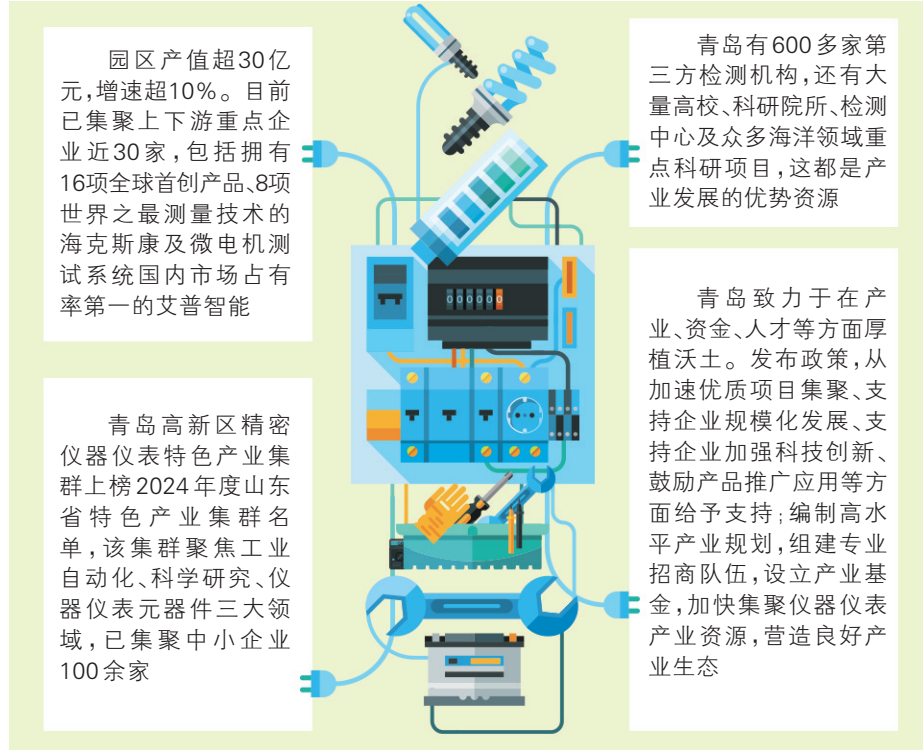 园区产值超30亿
元,增速超10%。目前
已集聚上下游重点企
业近30家,包括拥有
16项全球首创产品、8项
世界之最测量技术的
海克斯康及微电机测
试系统国内市场占有
率第一的艾普智能
青岛高新区精密
仪器仪表特色产业集
群上榜2024年度山东
省特色产业集群名
单,该集群聚焦工业
自动化、科学研究、仪
器仪表元器件三大领
域,已集聚中小企业
100余家
青岛有600多家第
三方检测机构,还有大
量高校、科研院所、检测
中心及众多海洋领域重
点科研项目,这都是产
业发展的优势资源
青岛致力于在产
业、资金、人才等方面厚
植沃土。发布政策,从
加速优质项目集聚、支
持企业规模化发展、支
持企业加强科技创新、
鼓励产品推广应用等方
面给予支持;编制高水
平产业规划,组建专业
招商队伍,设立产业基
金,加快集聚仪器仪表
产业资源,营造良好产
业生态
000000